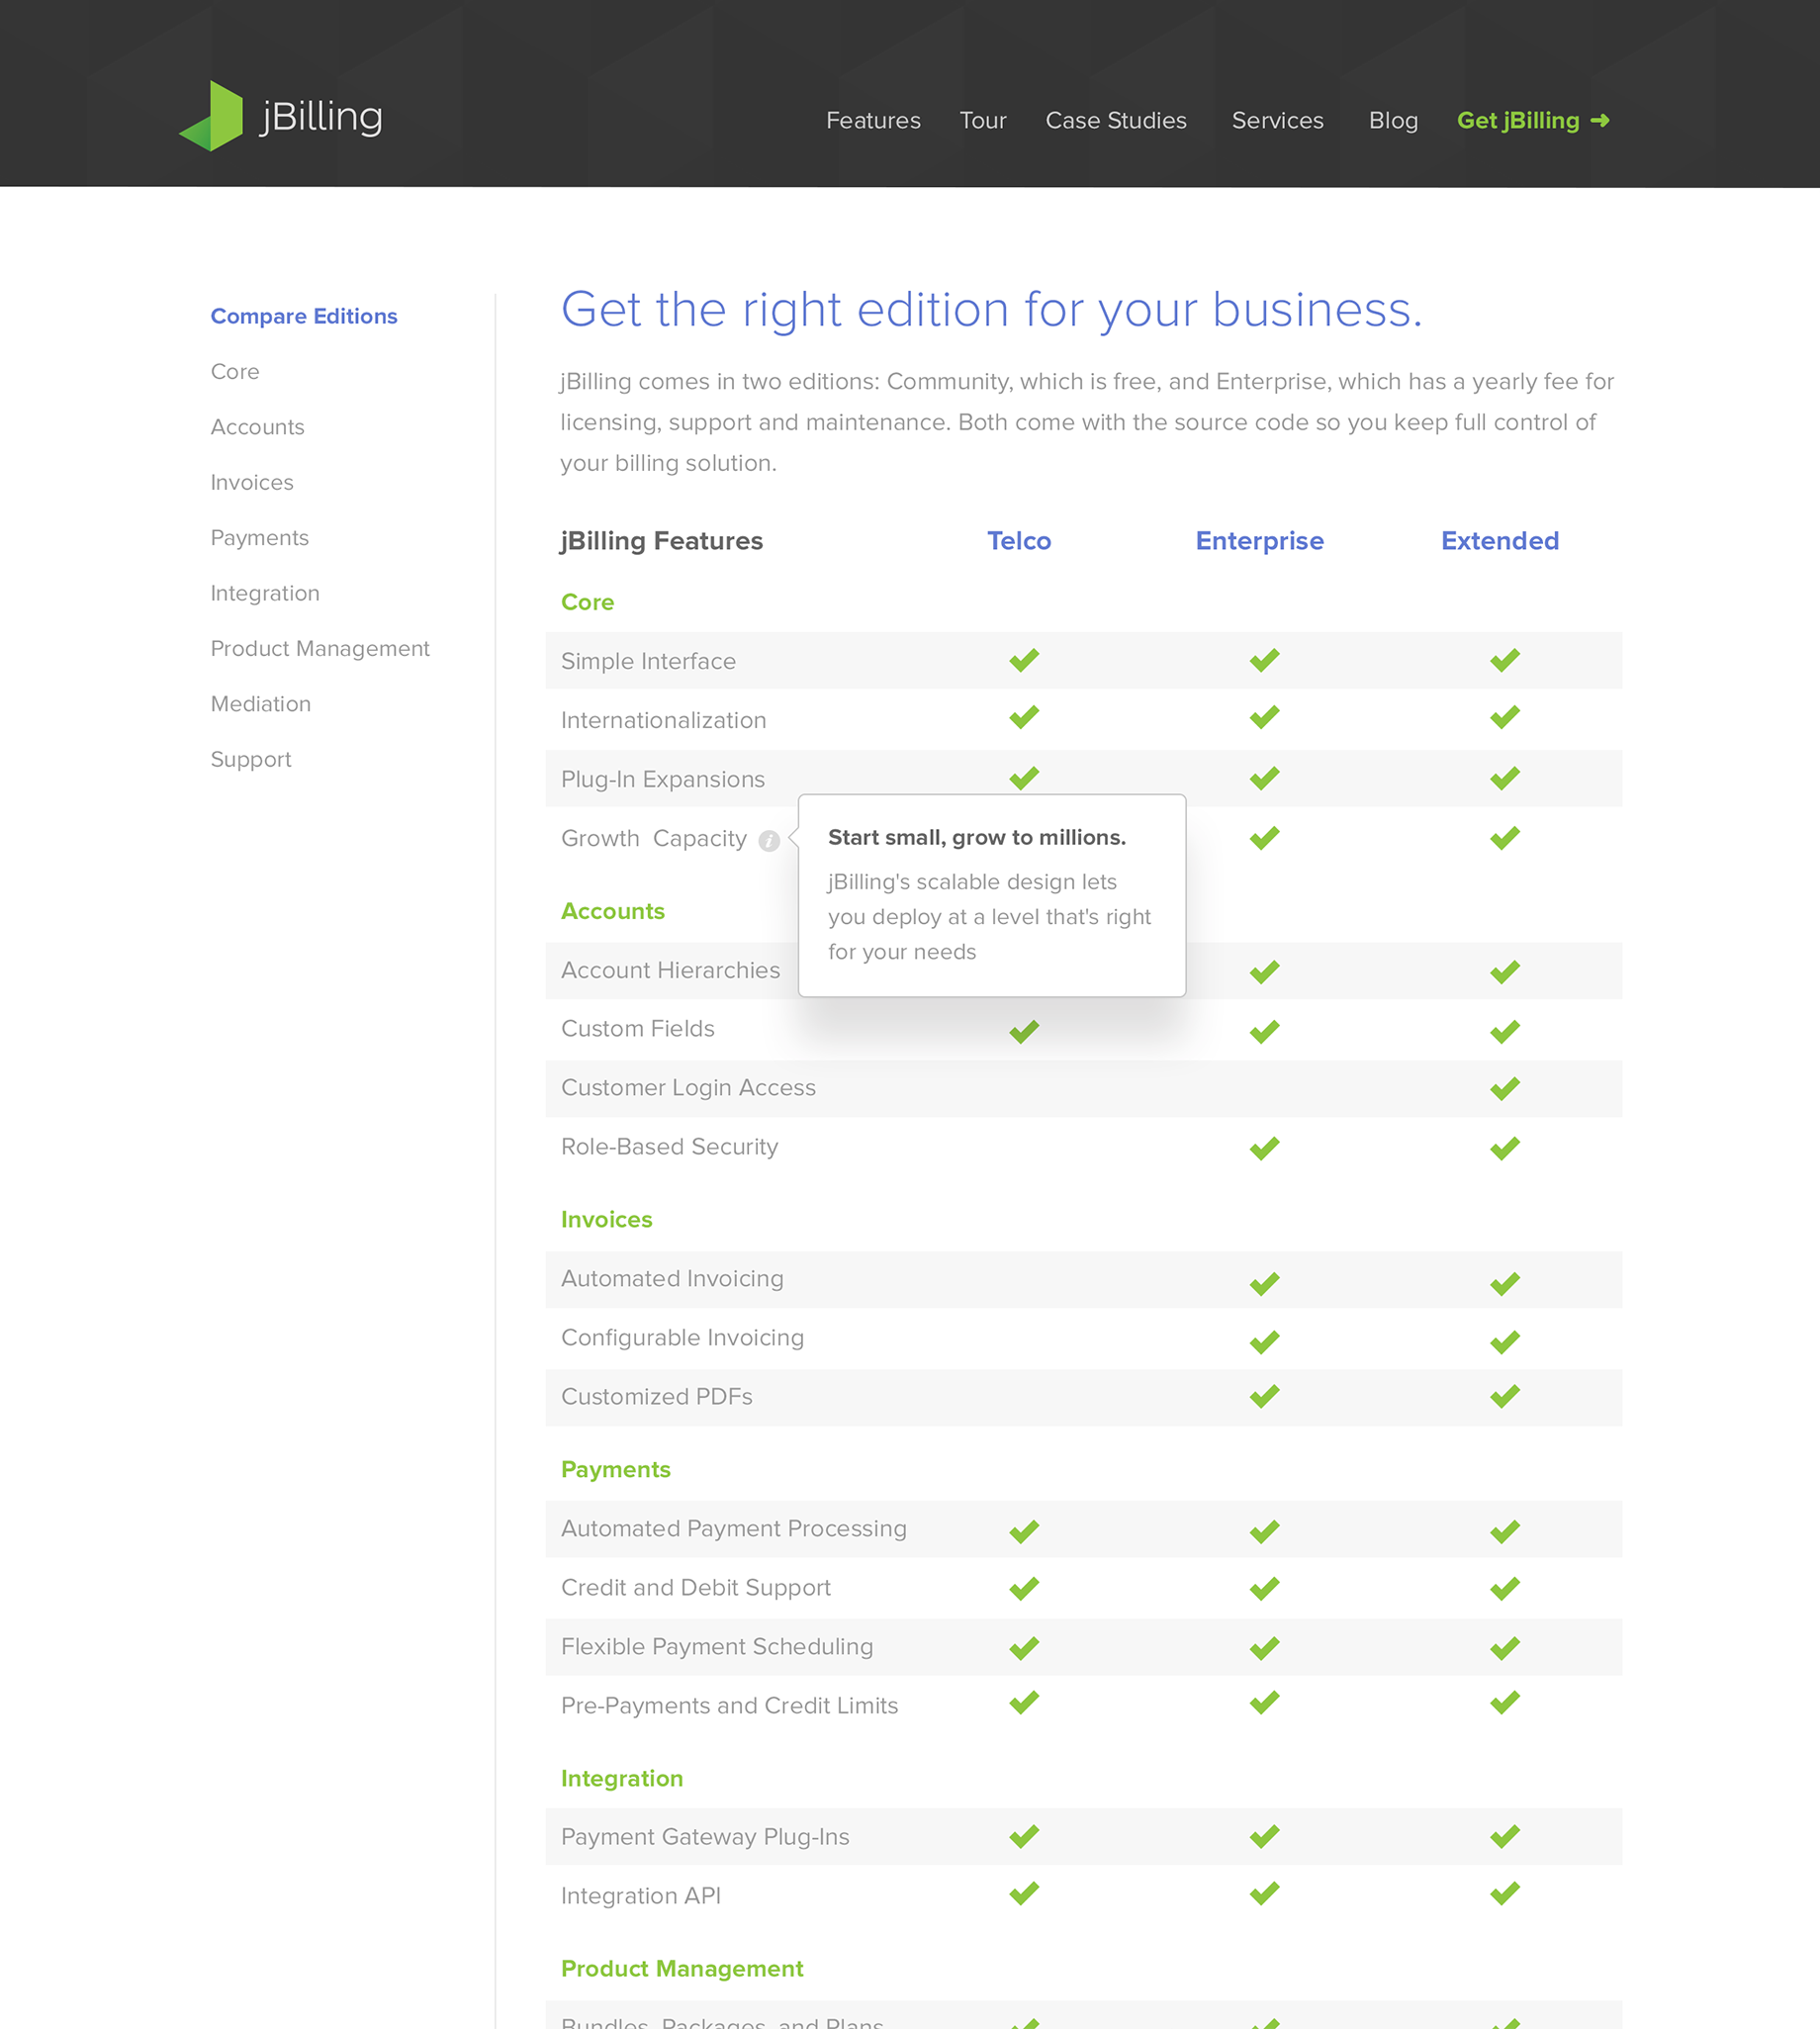 jBilling
Features Tour Case Studies Services Blog Get jBilling
Compare Editions
Core
Accounts
Invoices
Payments
Integration
Product Management
Mediation
Support
Get the right edition for your business.
jBilling comes in two editions: Community, which is free, and Enterprise, which has a yearly fee for
licensing, support and maintenance. Both come with the source code so you keep full control of
your billing solution.
jBilling Features Telco Enterprise Extended
Core
Simple Interface
Internationalization
Plug-In Expansions
Growth Capacity
Start small, grow to millions.
jBilling's scalable design lets
you deploy at a level that's right
for your needs
Accounts
Account Hierarchies
Custom Fields
Customer Login Access
Role-Based Security
Invoices
Automated Invoicing
Configurable Invoicing
Customized PDFs
Payments
Automated Payment Processing
Credit and Debit Support
Flexible Payment Scheduling
Pre-Payments and Credit Limits
Integration
Payment Gateway Plug-Ins
Integration API
Product Management
Bundles, Packages, and Plans